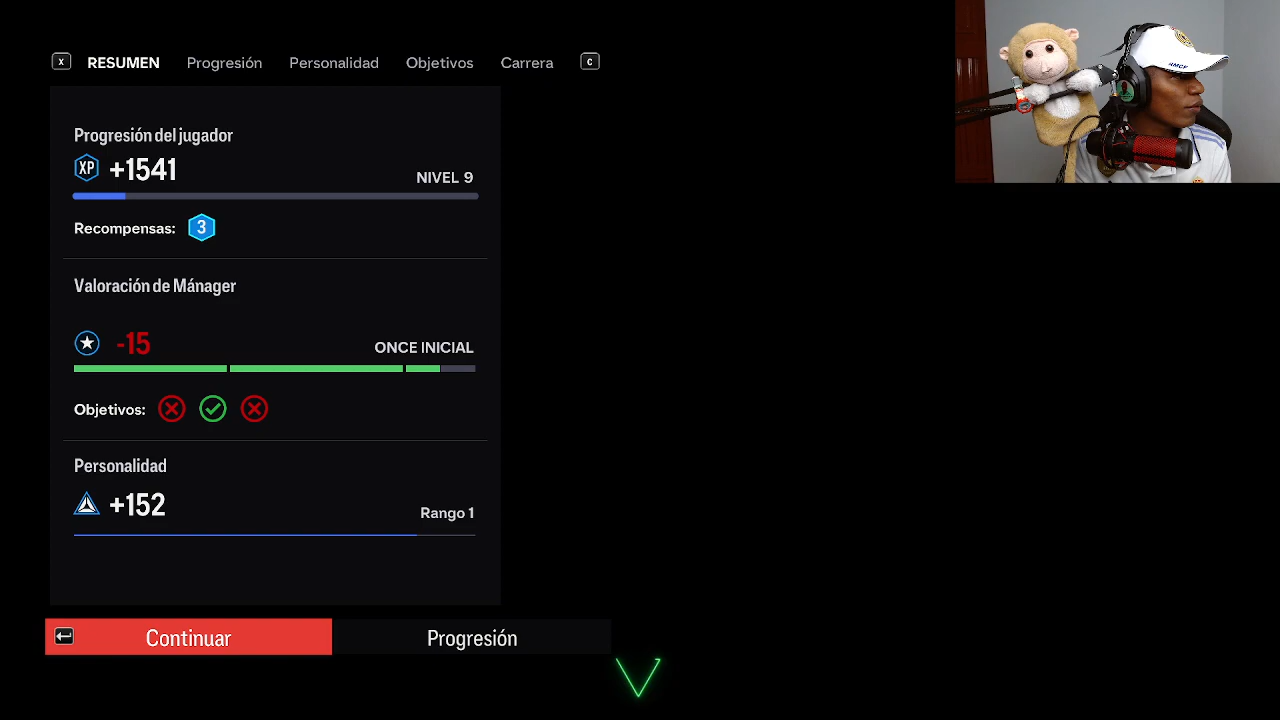 X RESUMEN Progresión Personalidad Objetivos Carrera C
Progresión del jugador
XP +1541 NIVEL 9
Recompensas: 3
Valoración de Mánager
-15 ONCE INICIAL
Objetivos:
Personalidad
+152 Rango 1
Continuar Progresión